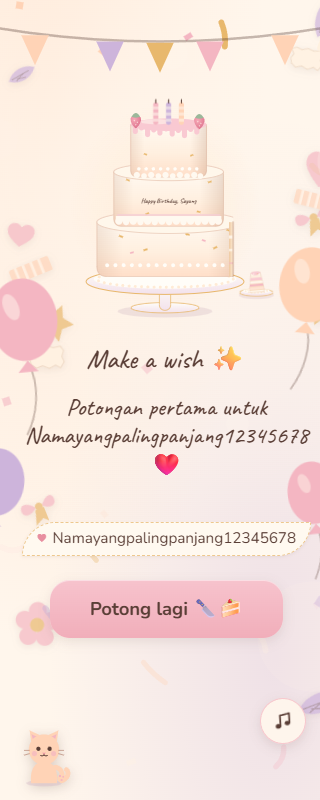 Happy Birthday, Sayang
Make a wish ✨
Potongan pertama untuk
Namayangpalingpanjang12345678
💗
Namayangpalingpanjang12345678
Potong lagi 🔪 🍰